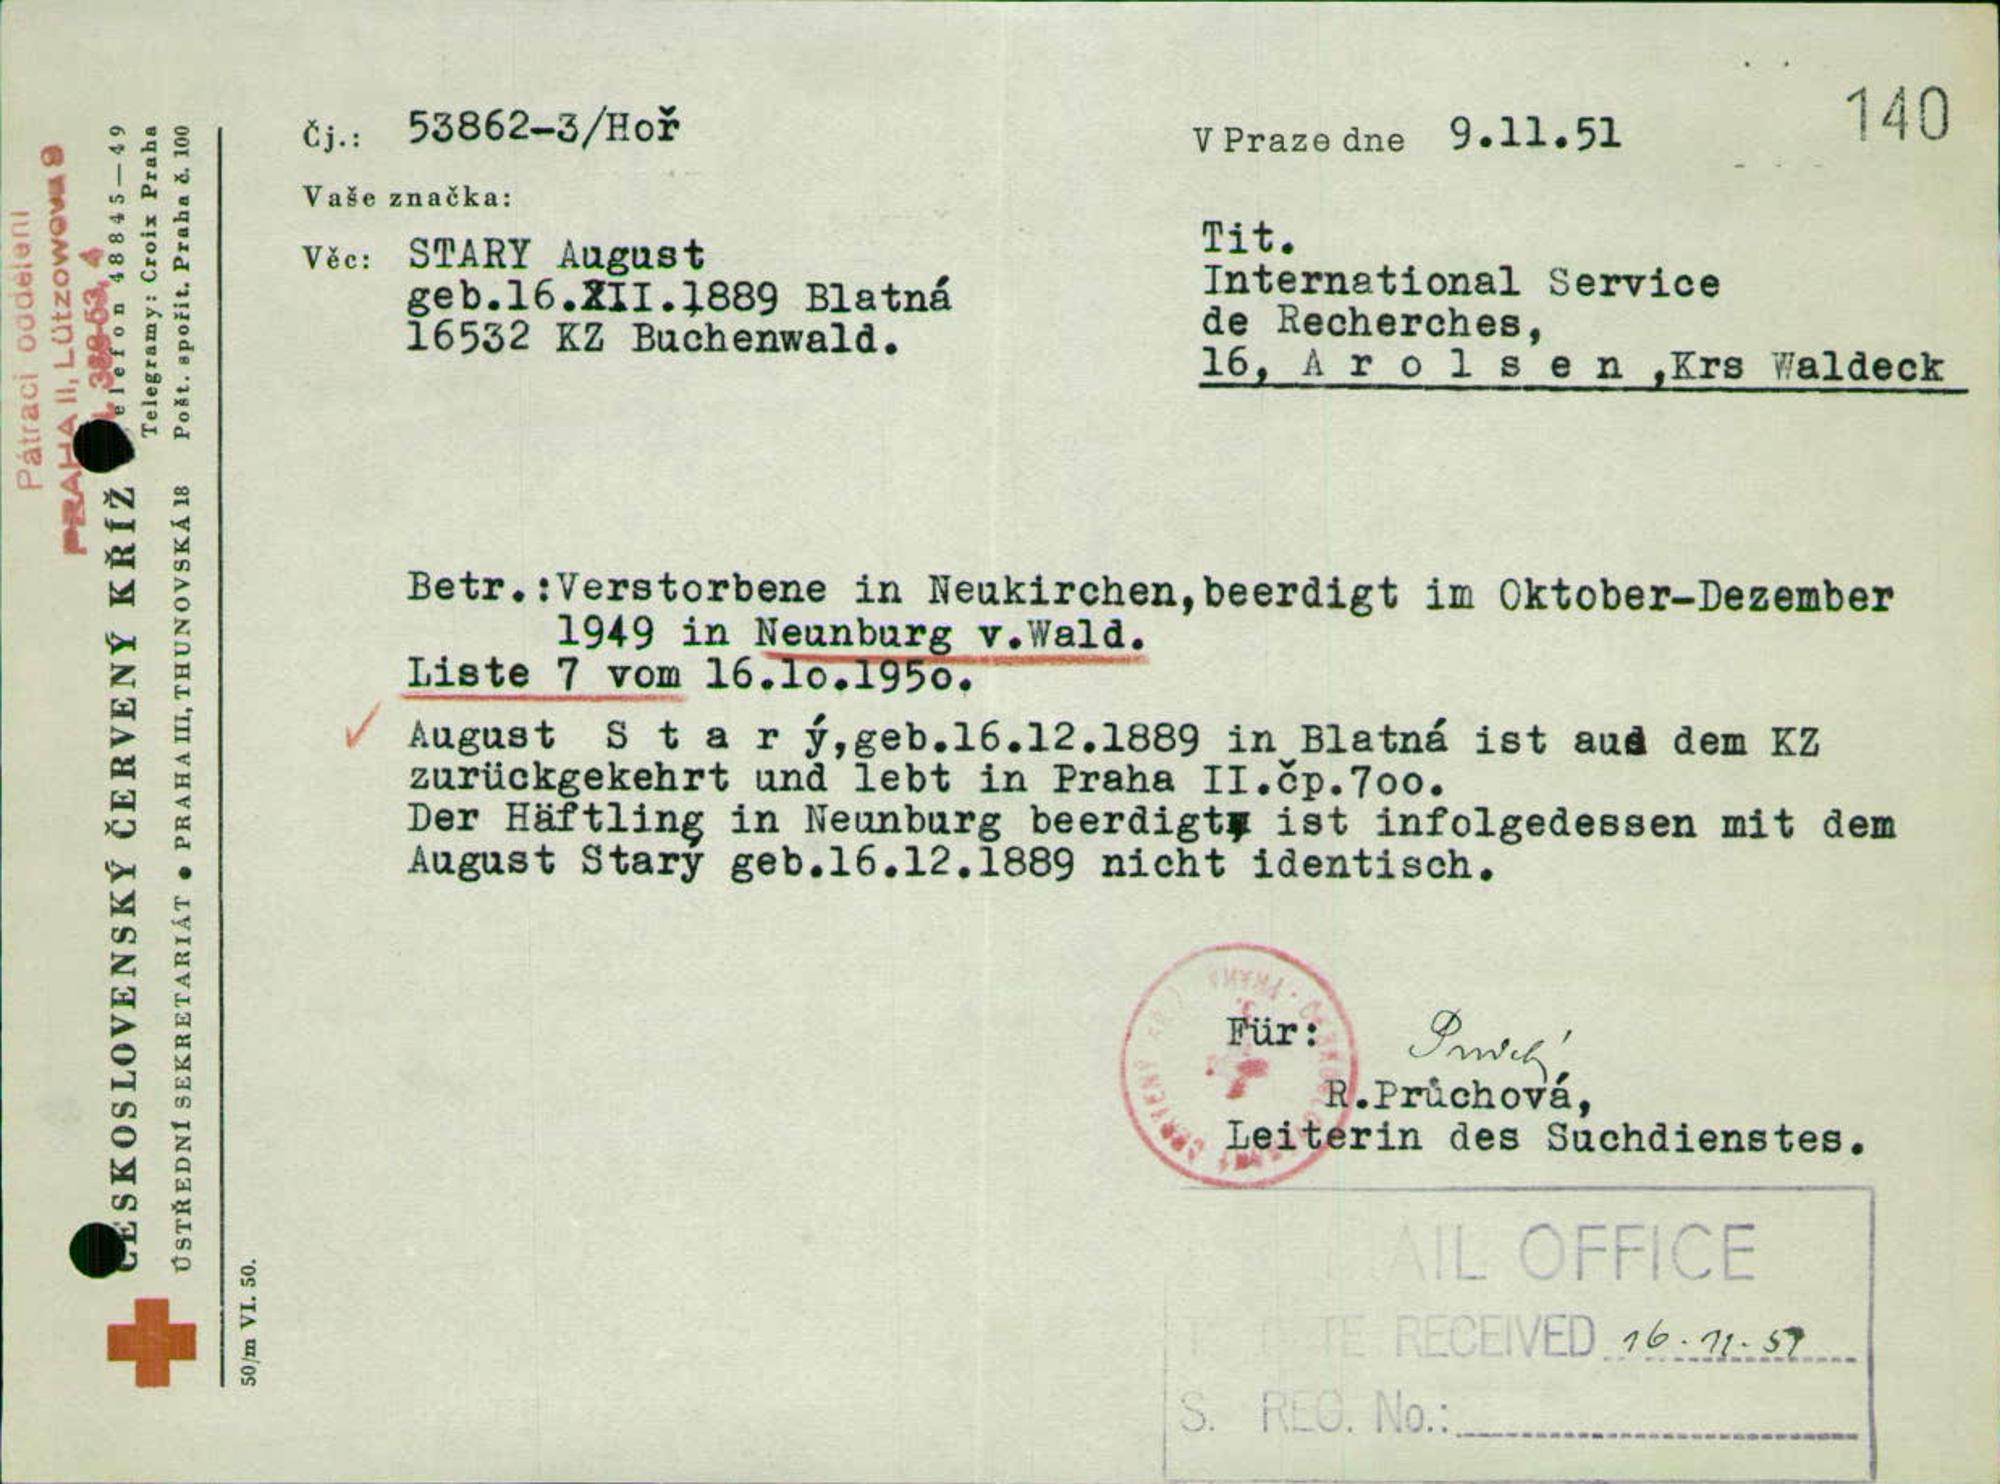 140
Čj.: 53862-3/Hoř
V Praze dne 9.11.51
Vaše značka:
Věc: STARY August
geb.16.XII.1889 Blatná
16532 KZ Buchenwald.
Tit.
International Service
de Recherches,
16, A r o l s e n ,Krs Waldeck
Betr.:Verstorbene in Neukirchen,beerdigt im Oktober-Dezember
1949 in Neunburg v.Wald.
Liste 7 vom 16.10.1950.
August S t a r ý,geb.16.12.1889 in Blatná ist aus dem KZ
zurückgekehrt und lebt in Praha II.čp.700.
Der Häftling in Neunburg beerdigt ist infolgedessen mit dem
August Starý geb.16.12.1889 nicht identisch.
Für:
R.Průchová,
Leiterin des Suchdienstes.
AIL OFFICE
TE RECEIVED 16.11.51
S. REG. No.:
Pátrací oddělení
PRAHA II, Lützowova 9
elefon 48845—49
Telegramy: Croix Praha
Pošt. spořit. Praha č. 100
ČESKOSLOVENSKÝ ČERVENÝ KŘÍŽ
ÚSTŘEDNÍ SEKRETARIÁT • PRAHA III, THUNOVSKÁ 18
50/m VI. 50.